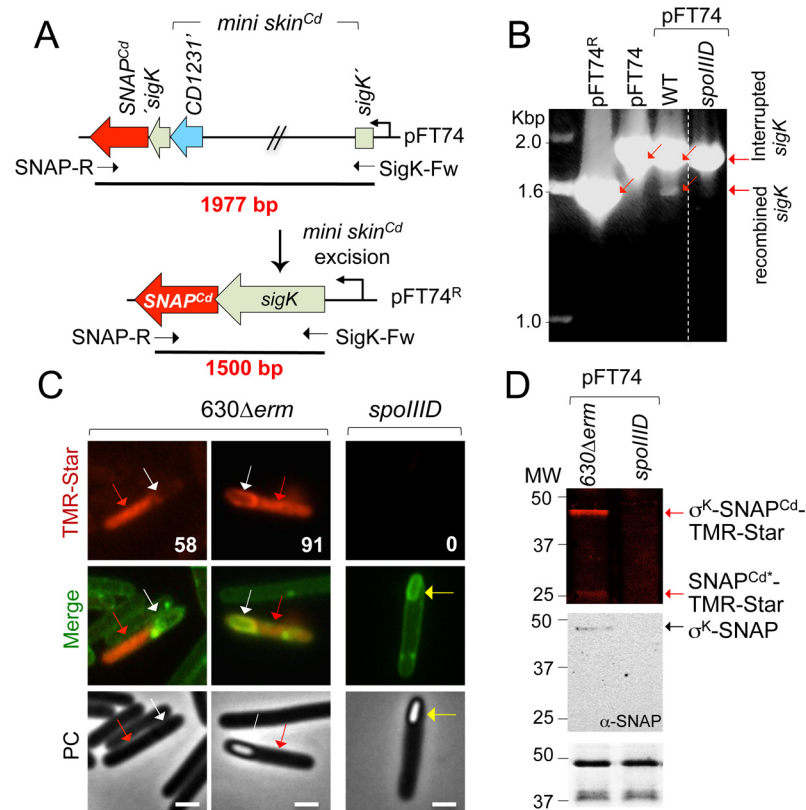 A
mini skinCd
SNAPCd
´sigK
CD1231’
sigK´
pFT74
SNAP-R
SigK-Fw
1977 bp
mini skinCd
excision
SNAPCd
sigK
pFT74R
SNAP-R
SigK-Fw
1500 bp
B
pFT74
pFT74R
pFT74
WT
spoIIID
Kbp
2.0
1.6
1.0
Interrupted
sigK
recombined
sigK
C
630Δerm
spoIIID
TMR-Star
58
91
0
Merge
PC
D
pFT74
630Δerm
spoIIID
MW
50
37
25
σK-SNAPCd-
TMR-Star
SNAPCd*-
TMR-Star
50
37
25
σK-SNAP
α-SNAP
50
37